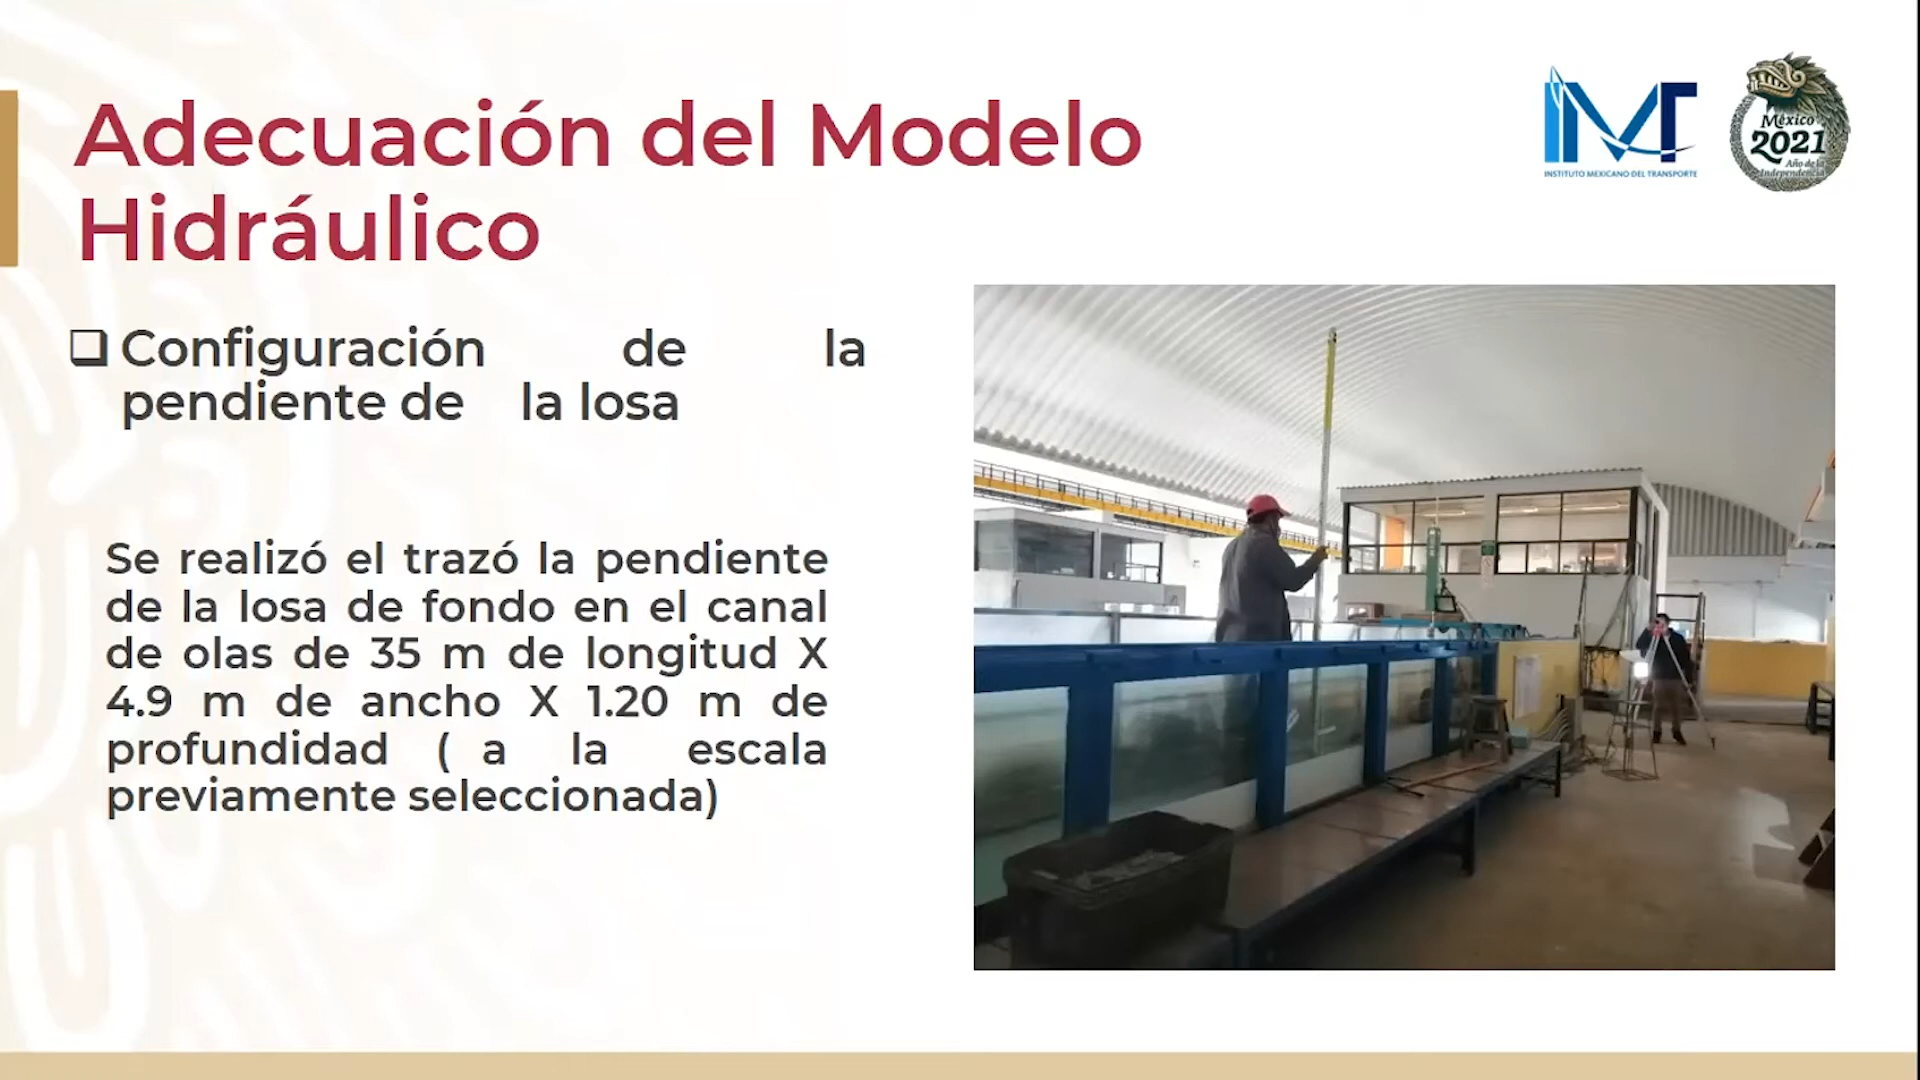 Adecuación del Modelo
Hidráulico
INSTITUTO MEXICANO DEL TRANSPORTE
México
2021
Año de la
Independencia
Configuración de la
pendiente de la losa
Se realizó el trazó la pendiente
de la losa de fondo en el canal
de olas de 35 m de longitud X
4.9 m de ancho X 1.20 m de
profundidad ( a la escala
previamente seleccionada)